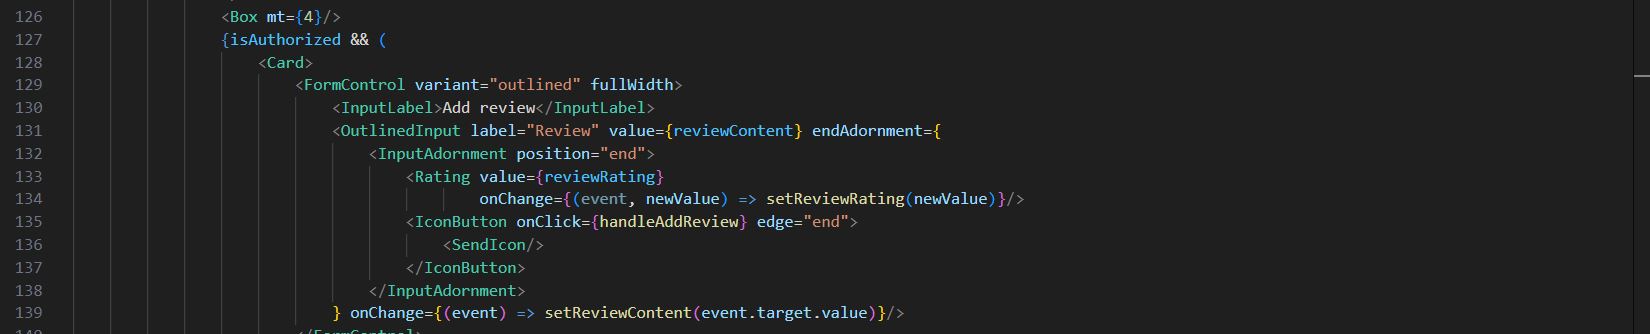 126 <Box mt={4}/>
127 {isAuthorized && (
128 <Card>
129 <FormControl variant="outlined" fullWidth>
130 <InputLabel>Add review</InputLabel>
131 <OutlinedInput label="Review" value={reviewContent} endAdornment={
132 <InputAdornment position="end">
133 <Rating value={reviewRating}
134 onChange={(event, newValue) => setReviewRating(newValue)}/>
135 <IconButton onClick={handleAddReview} edge="end">
136 <SendIcon/>
137 </IconButton>
138 </InputAdornment>
139 } onChange={(event) => setReviewContent(event.target.value)}/>
140 </FormControl>